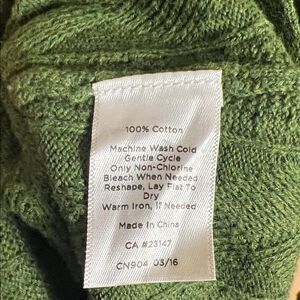 100% Cotton
Machine Wash Cold
Gentle Cycle
Only Non-Chlorine
Bleach When Needed
Reshape, Lay Flat To
Dry
Warm Iron, If Needed
Made In China
CA #23147
CN904 03/16